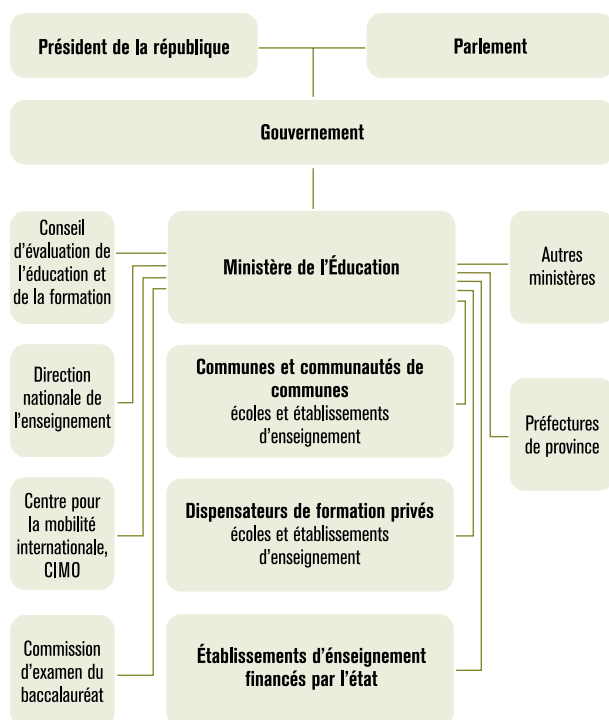 Président de la république
Parlement
Gouvernement
Conseil
d'évaluation de
l'éducation et
de la formation
Ministère de l'Éducation
Autres
ministères
Direction
nationale de
l'enseignement
Communes et communautés de
communes
écoles et établissements
d'enseignement
Préfectures
de province
Centre pour
la mobilité
internationale,
CIMO
Dispensateurs de formation privés
écoles et établissements
d'enseignement
Commission
d'examen du
baccalauréat
Établissements d'énseignement
financés par l'état